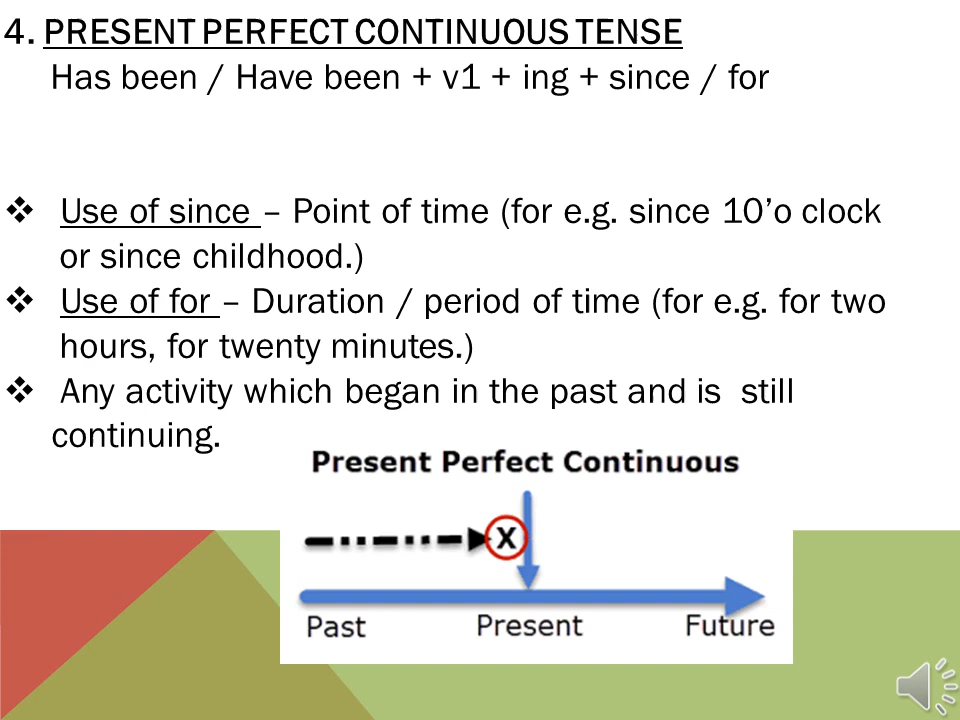 4. PRESENT PERFECT CONTINUOUS TENSE
Has been / Have been + v1 + ing + since / for
❖ Use of since – Point of time (for e.g. since 10’o clock
or since childhood.)
❖ Use of for – Duration / period of time (for e.g. for two
hours, for twenty minutes.)
❖ Any activity which began in the past and is still
continuing.
Present Perfect Continuous
X
Past Present Future